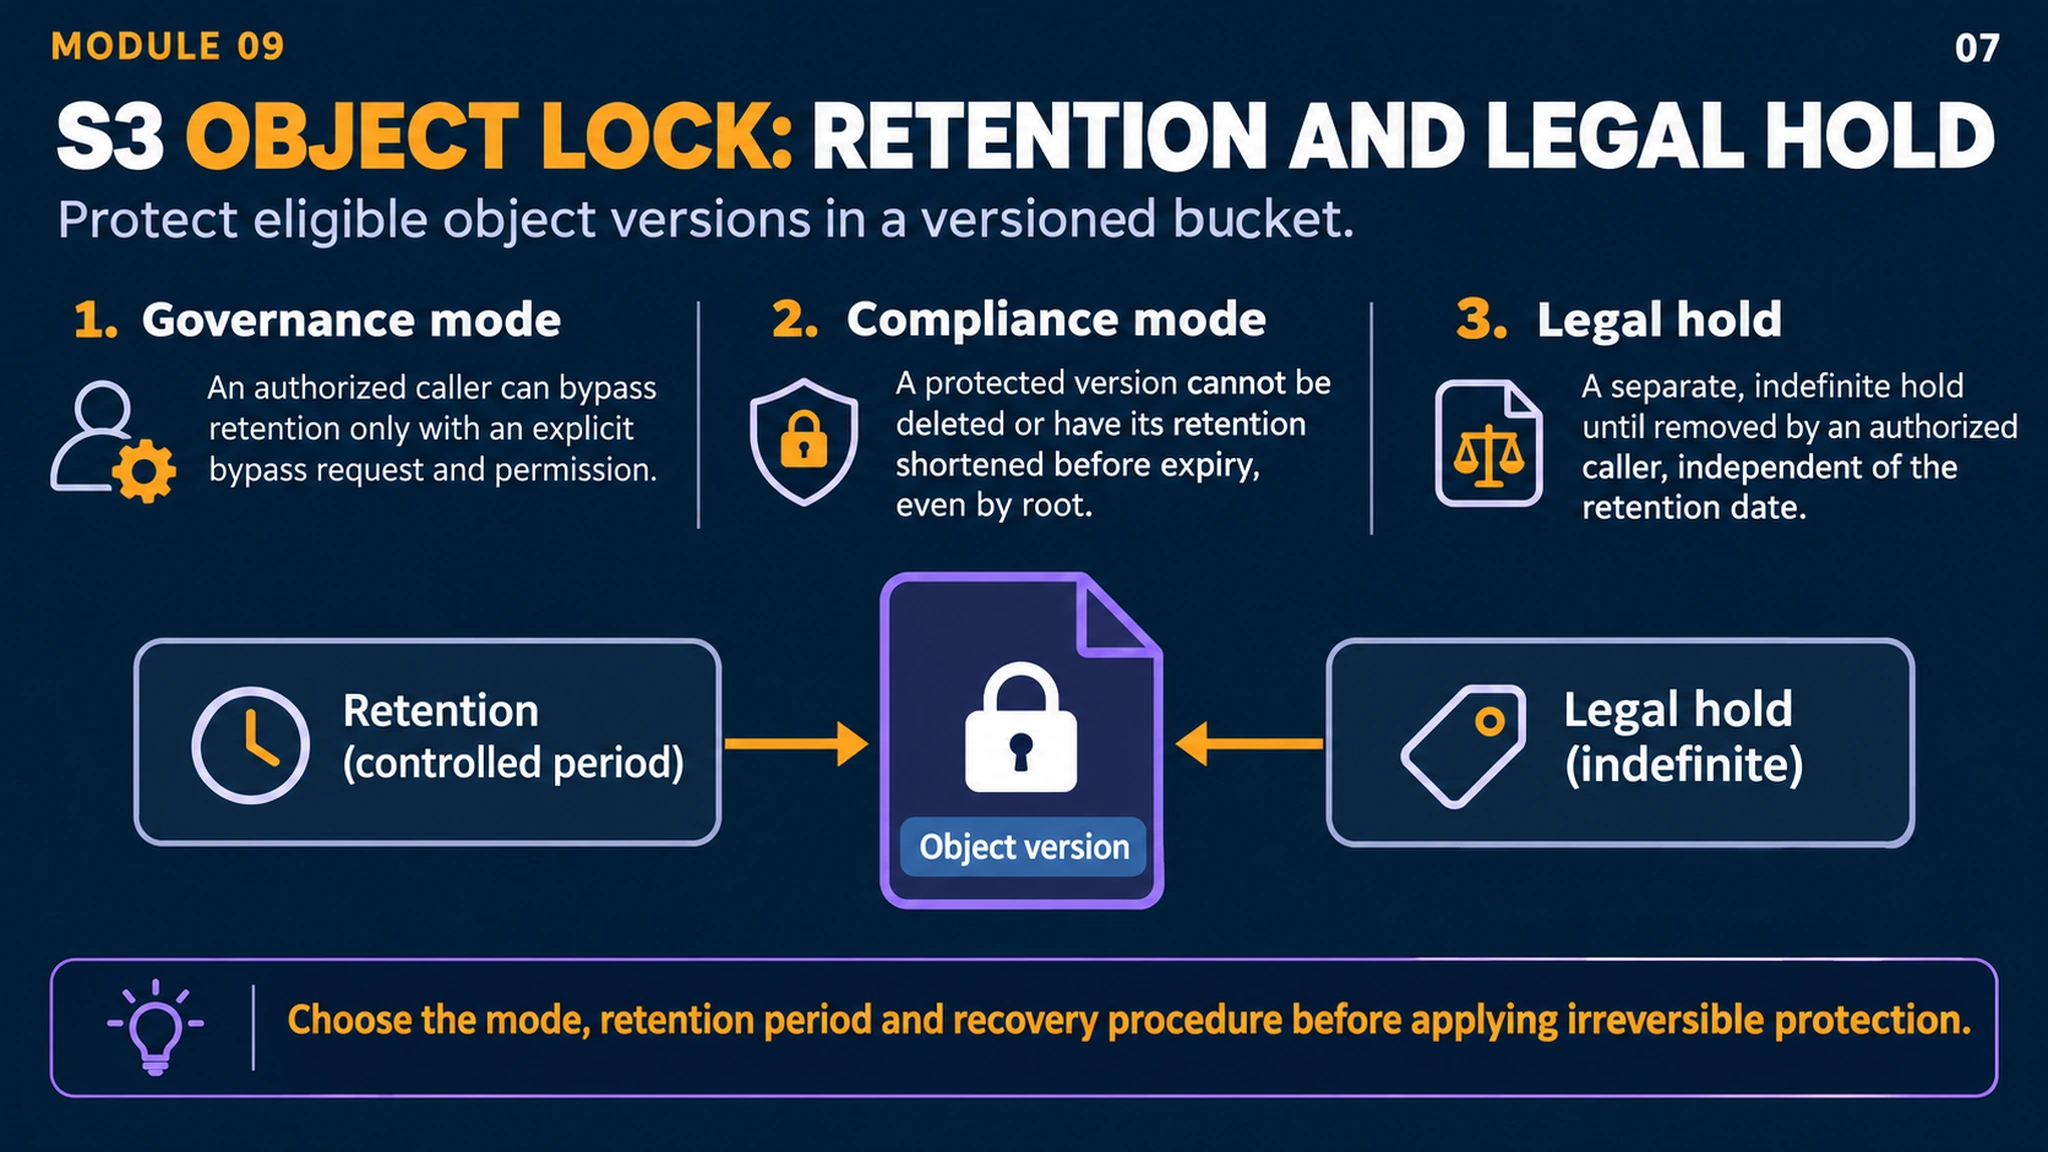 MODULE 09
07
S3 OBJECT LOCK: RETENTION AND LEGAL HOLD
Protect eligible object versions in a versioned bucket.
1. Governance mode
An authorized caller can bypass
retention only with an explicit
bypass request and permission.
2. Compliance mode
A protected version cannot be
deleted or have its retention
shortened before expiry,
even by root.
3. Legal hold
A separate, indefinite hold
until removed by an authorized
caller, independent of the
retention date.
Retention
(controlled period)
Object version
Legal hold
(indefinite)
Choose the mode, retention period and recovery procedure before applying irreversible protection.